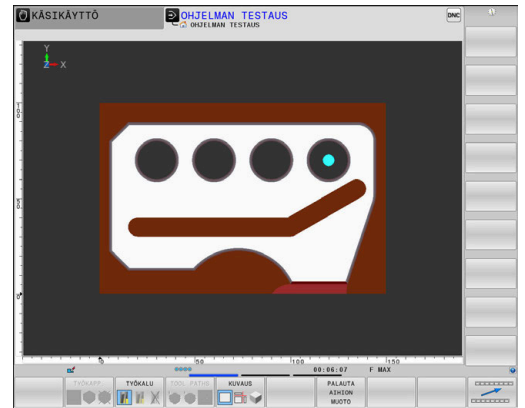 KÄSIKÄYTTÖ
OHJELMAN TESTAUS
DNC
OHJELMAN TESTAUS
Y
Z X
100
50
0
0 50 100 150
00:06:07 F MAX
TYÖKAPP. TYÖKALU TOOL PATHS KUVAUS PALAUTA
AIHION
MUOTO